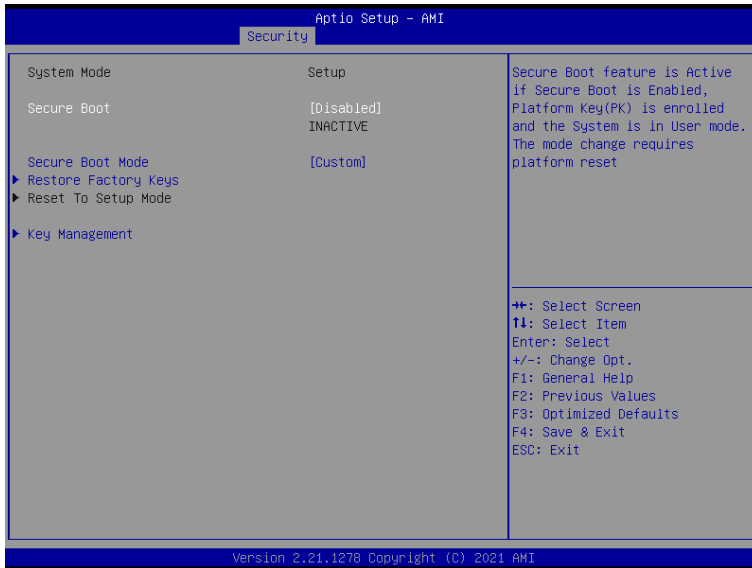 Aptio Setup – AMI
Security
System Mode Setup
Secure Boot [Disabled]
INACTIVE
Secure Boot Mode [Custom]
Restore Factory Keys
Reset To Setup Mode
Key Management
Secure Boot feature is Active
if Secure Boot is Enabled,
Platform Key(PK) is enrolled
and the System is in User mode.
The mode change requires
platform reset
→←: Select Screen
↑↓: Select Item
Enter: Select
+/-: Change Opt.
F1: General Help
F2: Previous Values
F3: Optimized Defaults
F4: Save & Exit
ESC: Exit
Version 2.21.1278 Copyright (C) 2021 AMI